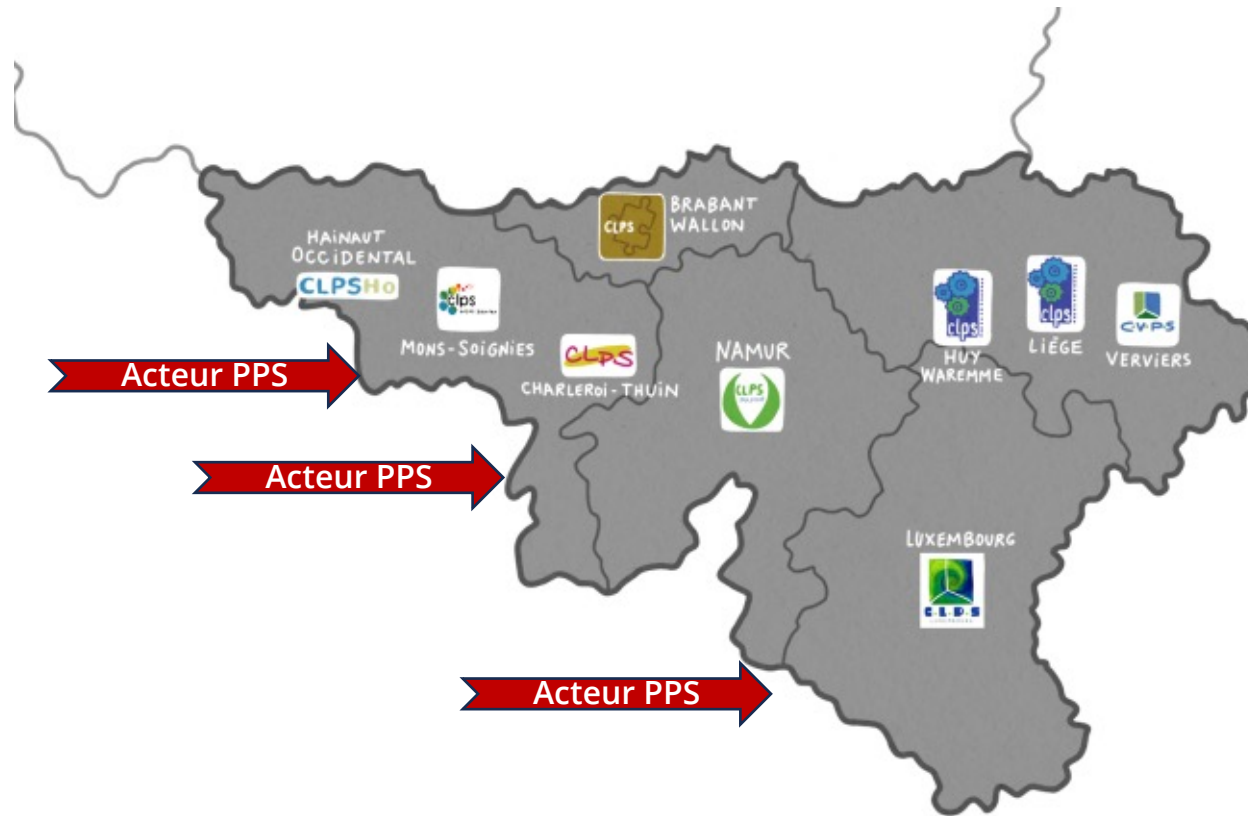 BRABANT
WALLON
CLPS
HAINAUT
OCCiDENTAL
CLPSHo
clps
MONS-SOiGNiES
CLPS
CHARLEROi-THUiN
NAMUR
CLPS
clps
HUY
WAREMME
clps
LiÈGE
C·V·P·S
VERViERS
Acteur PPS
Acteur PPS
LUXEMBOURG
C·L·P·S
LUXEMBOURG
Acteur PPS